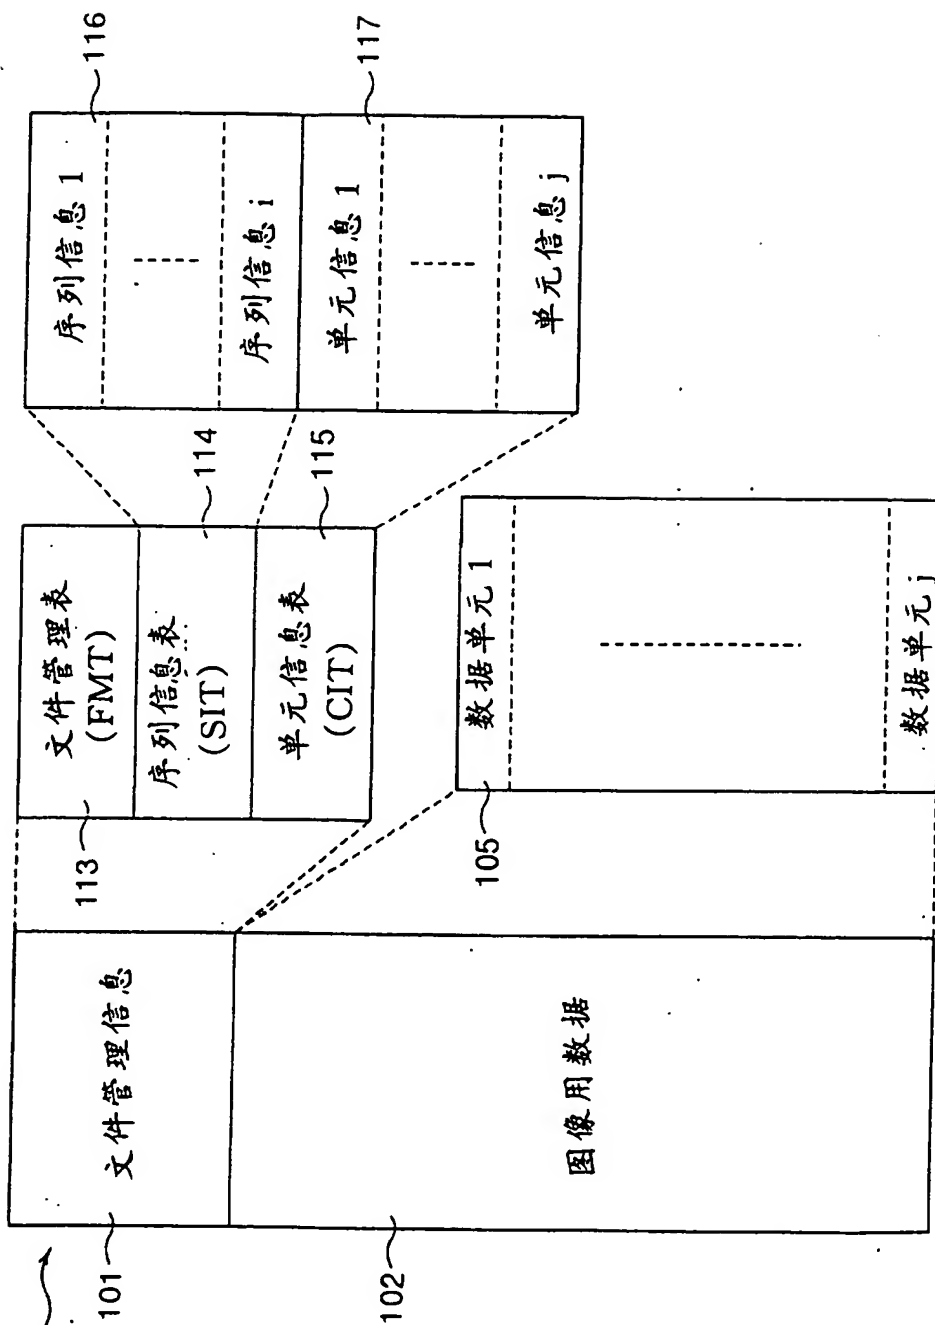 文件管理信息
101
图像用数据
102
文件管理表
(FMT)
113
序列信息表
(SIT)
114
单元信息表
(CIT)
115
数据单元1
105
数据单元j
序列信息1
116
序列信息i
单元信息1
117
单元信息j